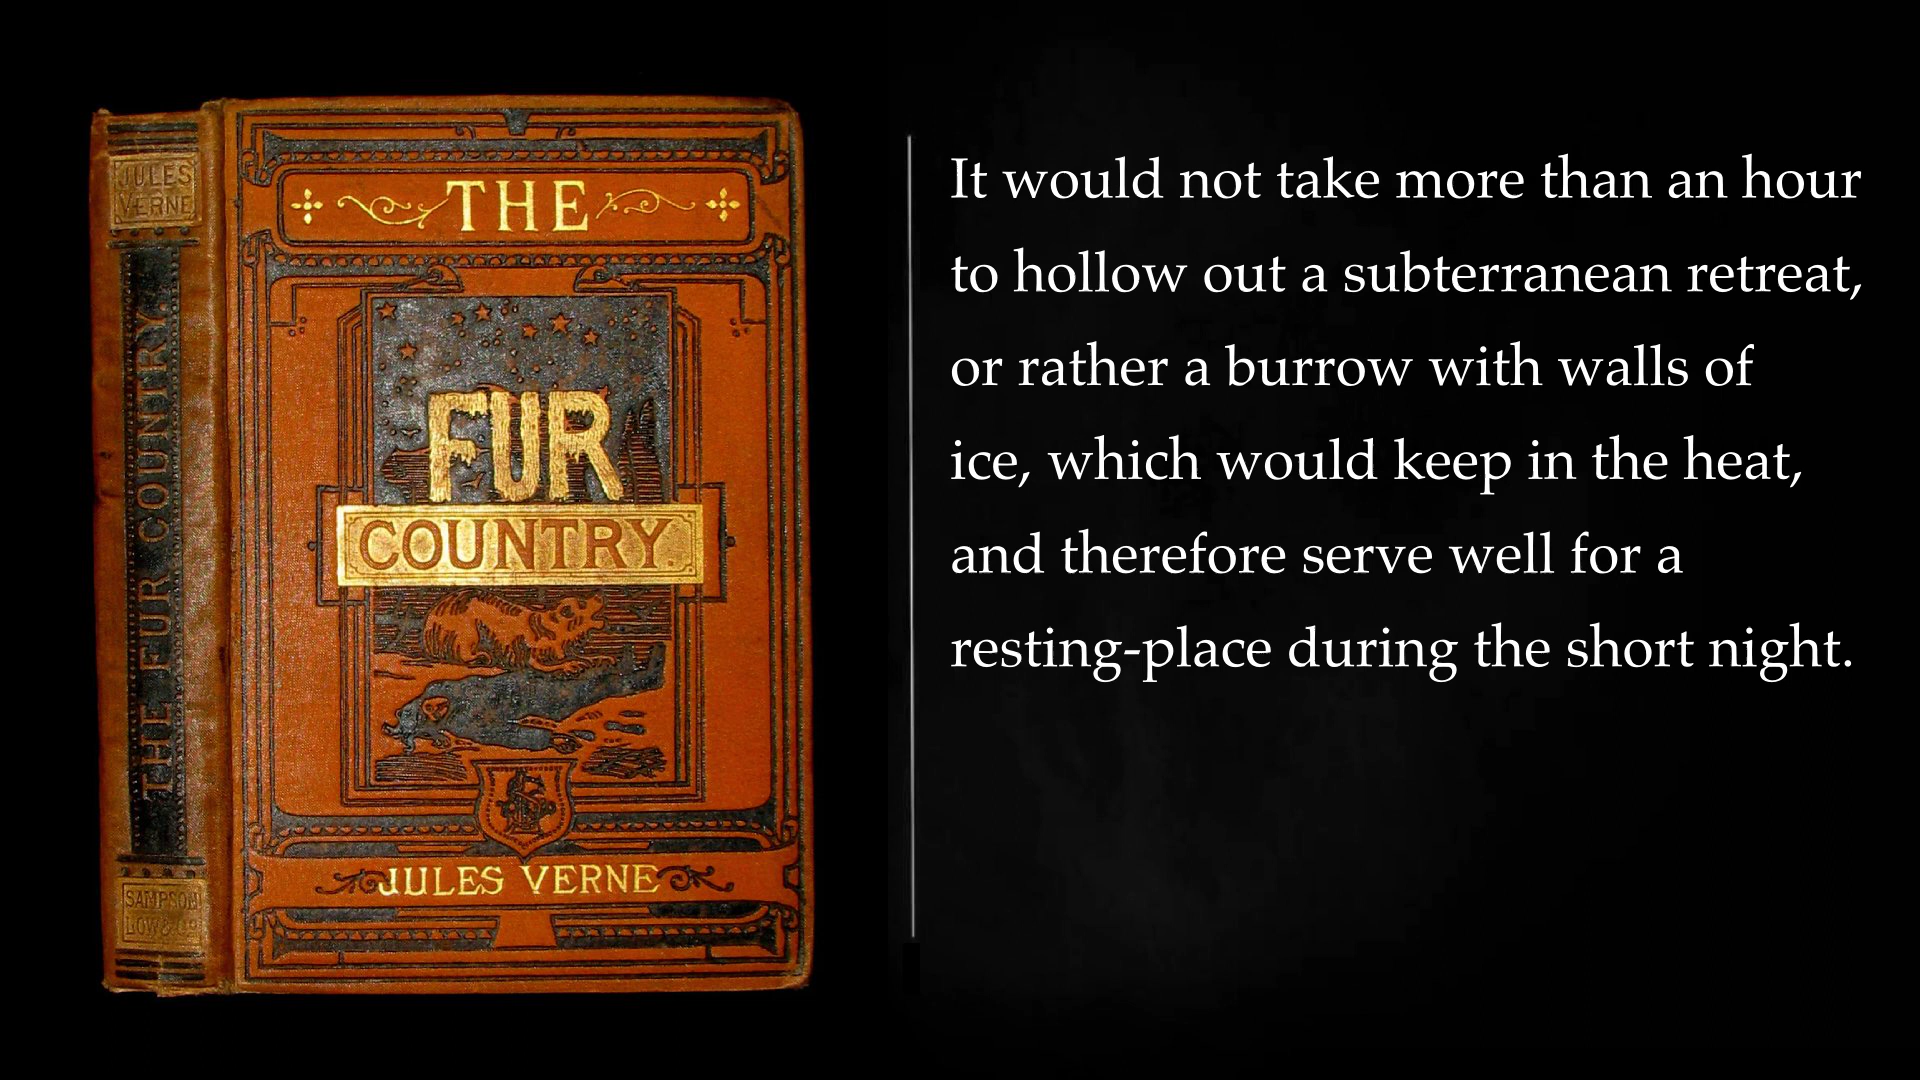 JULES
VERNE
THE FUR COUNTRY.
SAMPSON
LOW & Co
THE
FUR
COUNTRY.
JULES VERNE
It would not take more than an hour
to hollow out a subterranean retreat,
or rather a burrow with walls of
ice, which would keep in the heat,
and therefore serve well for a
resting-place during the short night.